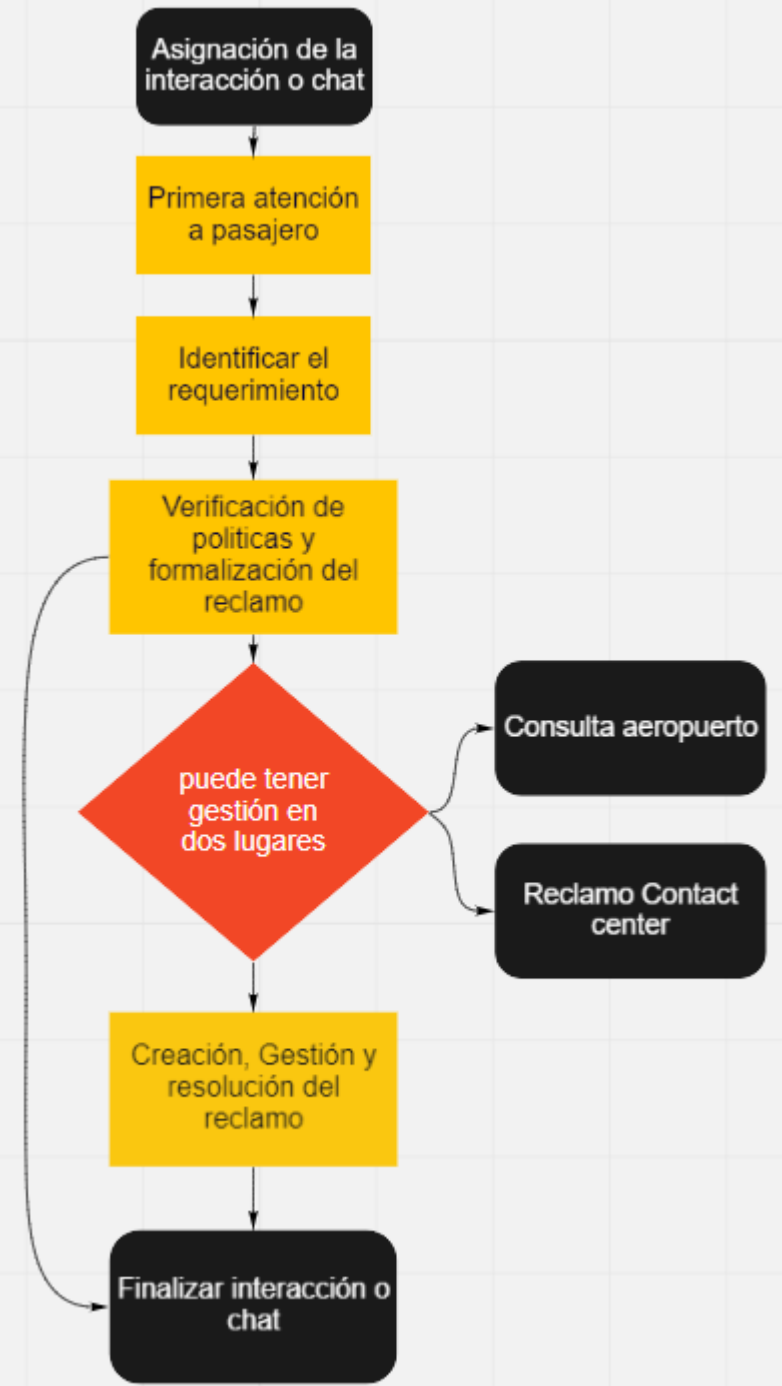 Asignación de la
interacción o chat
Primera atención
a pasajero
Identificar el
requerimiento
Verificación de
politicas y
formalización del
reclamo
puede tener
gestión en
dos lugares
Consulta aeropuerto
Reclamo Contact
center
Creación, Gestión y
resolución del
reclamo
Finalizar interacción o
chat